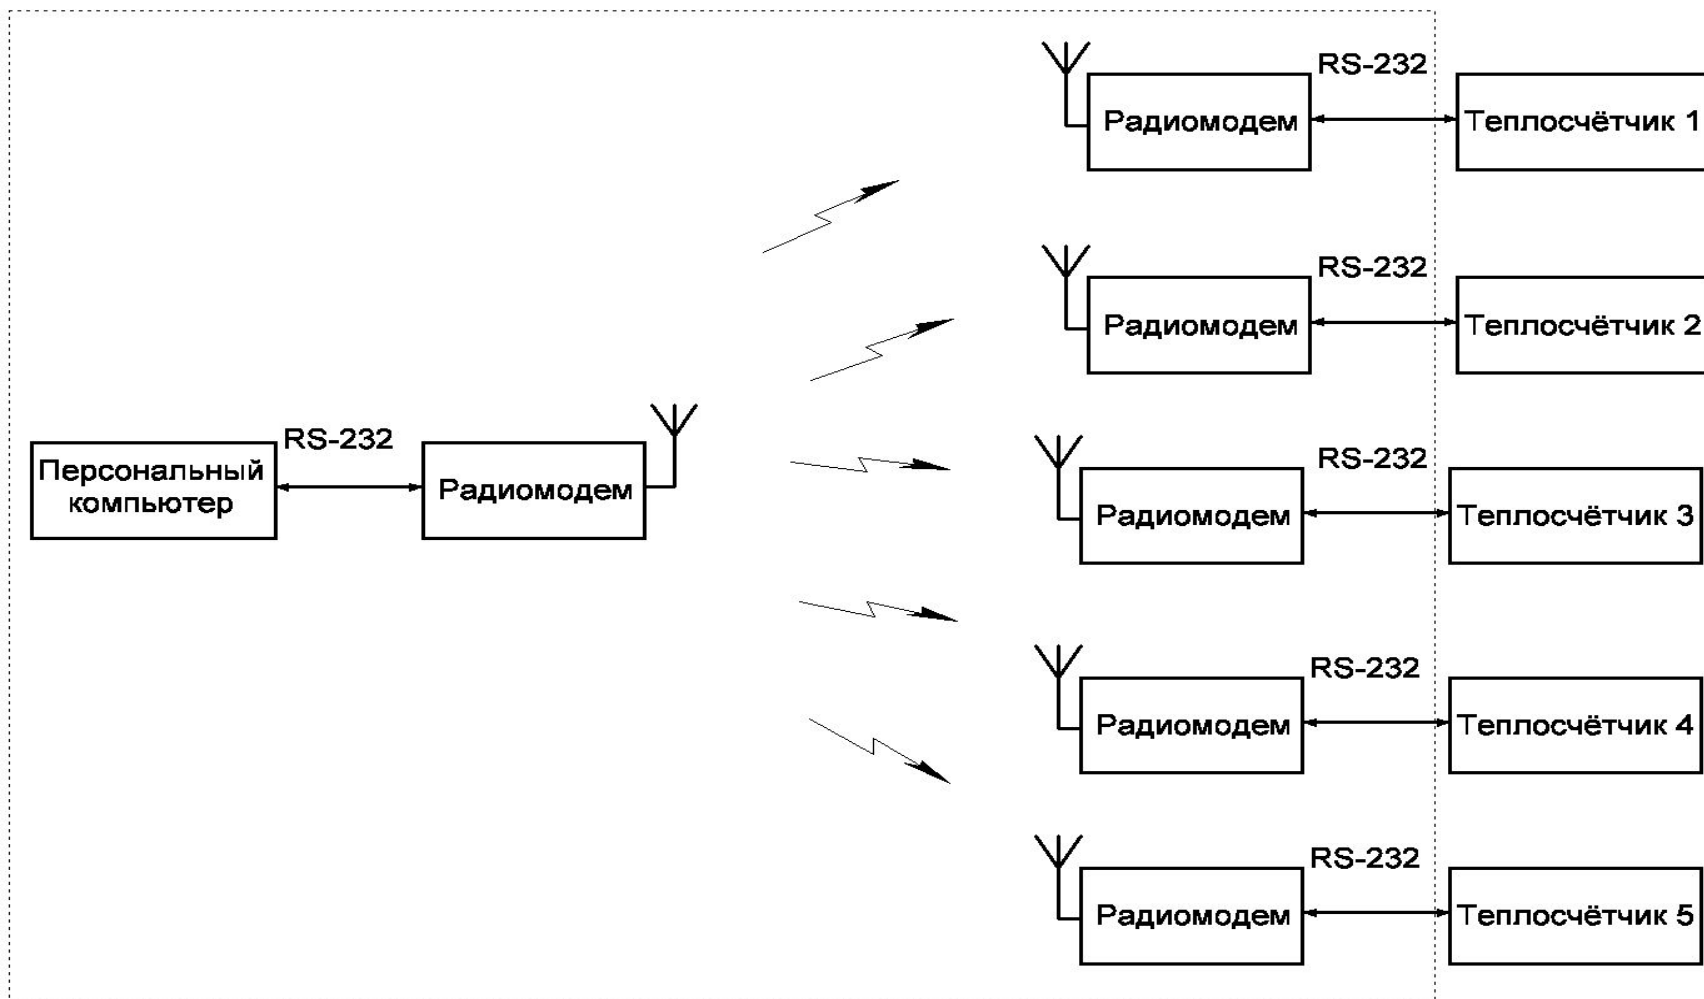 RS-232
Радиомодем
Теплосчётчик 1
RS-232
Радиомодем
Теплосчётчик 2
RS-232
Персональный
компьютер
Радиомодем
RS-232
Радиомодем
Теплосчётчик 3
RS-232
Радиомодем
Теплосчётчик 4
RS-232
Радиомодем
Теплосчётчик 5